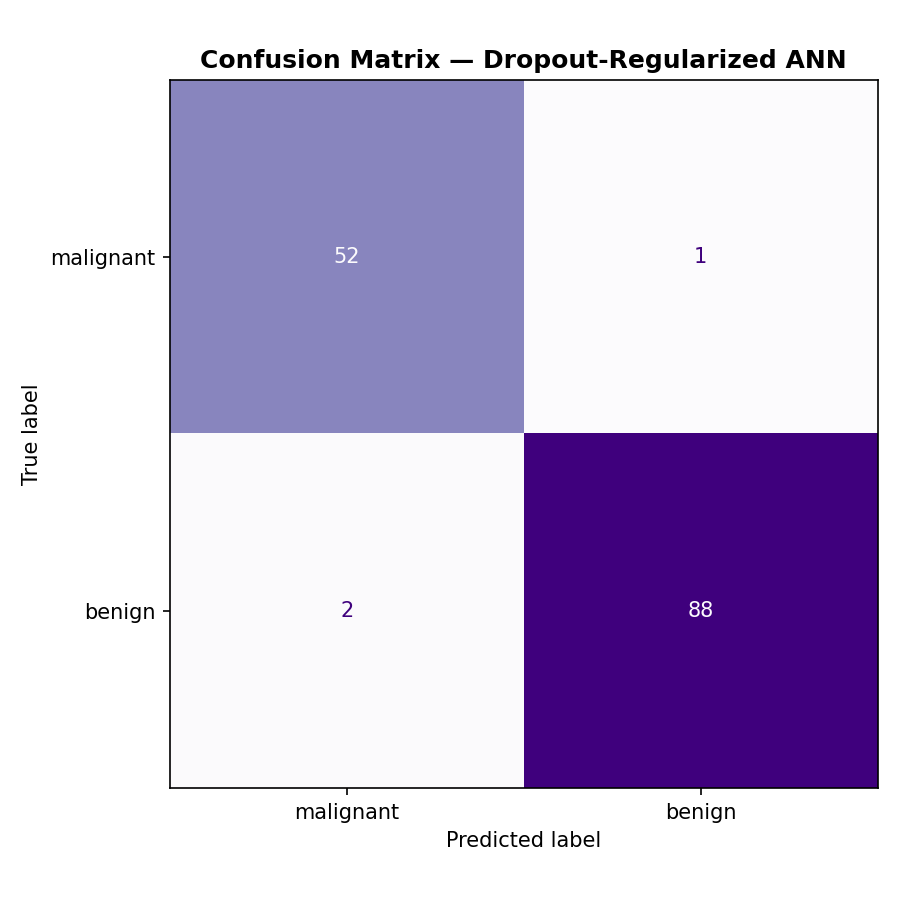 Confusion Matrix — Dropout-Regularized ANN
malignant
52
1
True label
benign
2
88
malignant
benign
Predicted label